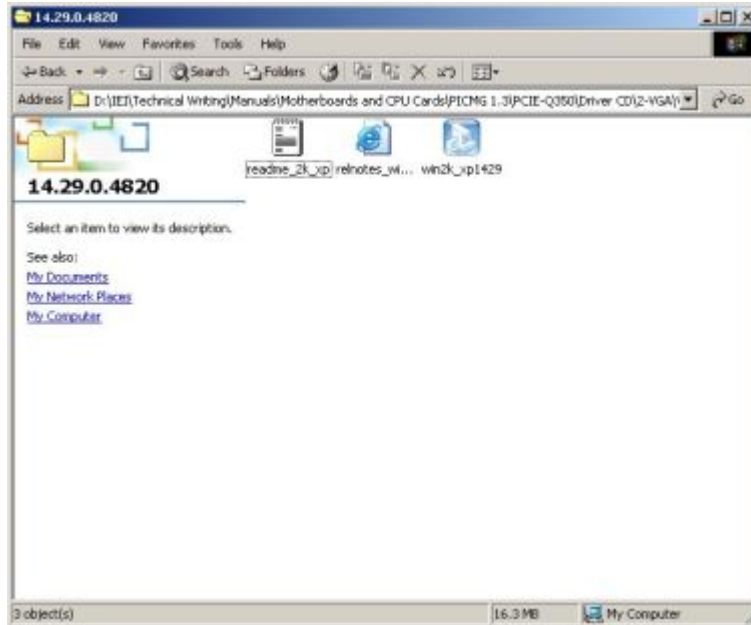 14.29.0.4820
File Edit View Favorites Tools Help
Back Search Folders
Address D:\IEI\Technical Writing\Manuals\Motherboards and CPU Cards\PICMG 1.3\PCIE-Q350\Driver CD\2-VGA\ Go
readme_2k_xp relnotes_wi... win2k_xp1429
14.29.0.4820
Select an item to view its description.
See also:
My Documents
My Network Places
My Computer
3 object(s) 16.3 MB My Computer